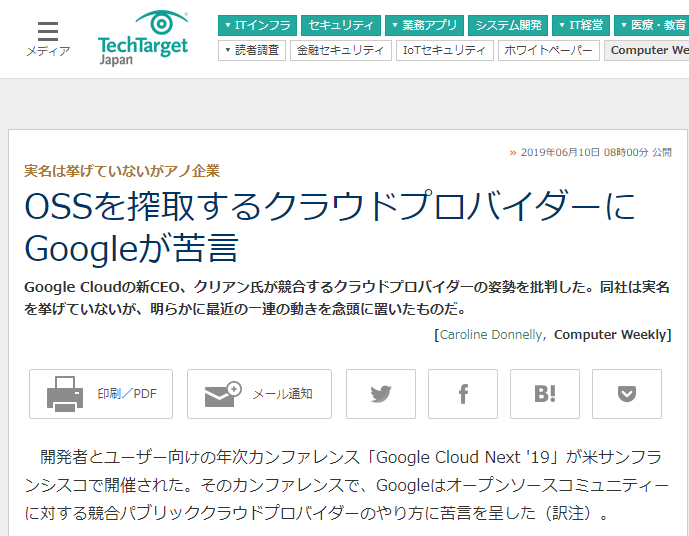 メディア
TechTarget
Japan
▼ ITインフラ セキュリティ ▼ 業務アプリ システム開発 ▼ IT経営 ▼ 医療・教育
▼ 読者調査 金融セキュリティ IoTセキュリティ ホワイトペーパー Computer We
» 2019年06月10日 08時00分 公開
実名は挙げていないがアノ企業
OSSを搾取するクラウドプロバイダーに
Googleが苦言
Google Cloudの新CEO、クリアン氏が競合するクラウドプロバイダーの姿勢を批判した。同社は実名
を挙げていないが、明らかに最近の一連の動きを念頭に置いたものだ。
[Caroline Donnelly, Computer Weekly]
印刷／PDF メール通知 B!
開発者とユーザー向けの年次カンファレンス「Google Cloud Next '19」が米サンフラ
ンシスコで開催された。そのカンファレンスで、Googleはオープンソースコミュニティー
に対する競合パブリッククラウドプロバイダーのやり方に苦言を呈した（訳注）。